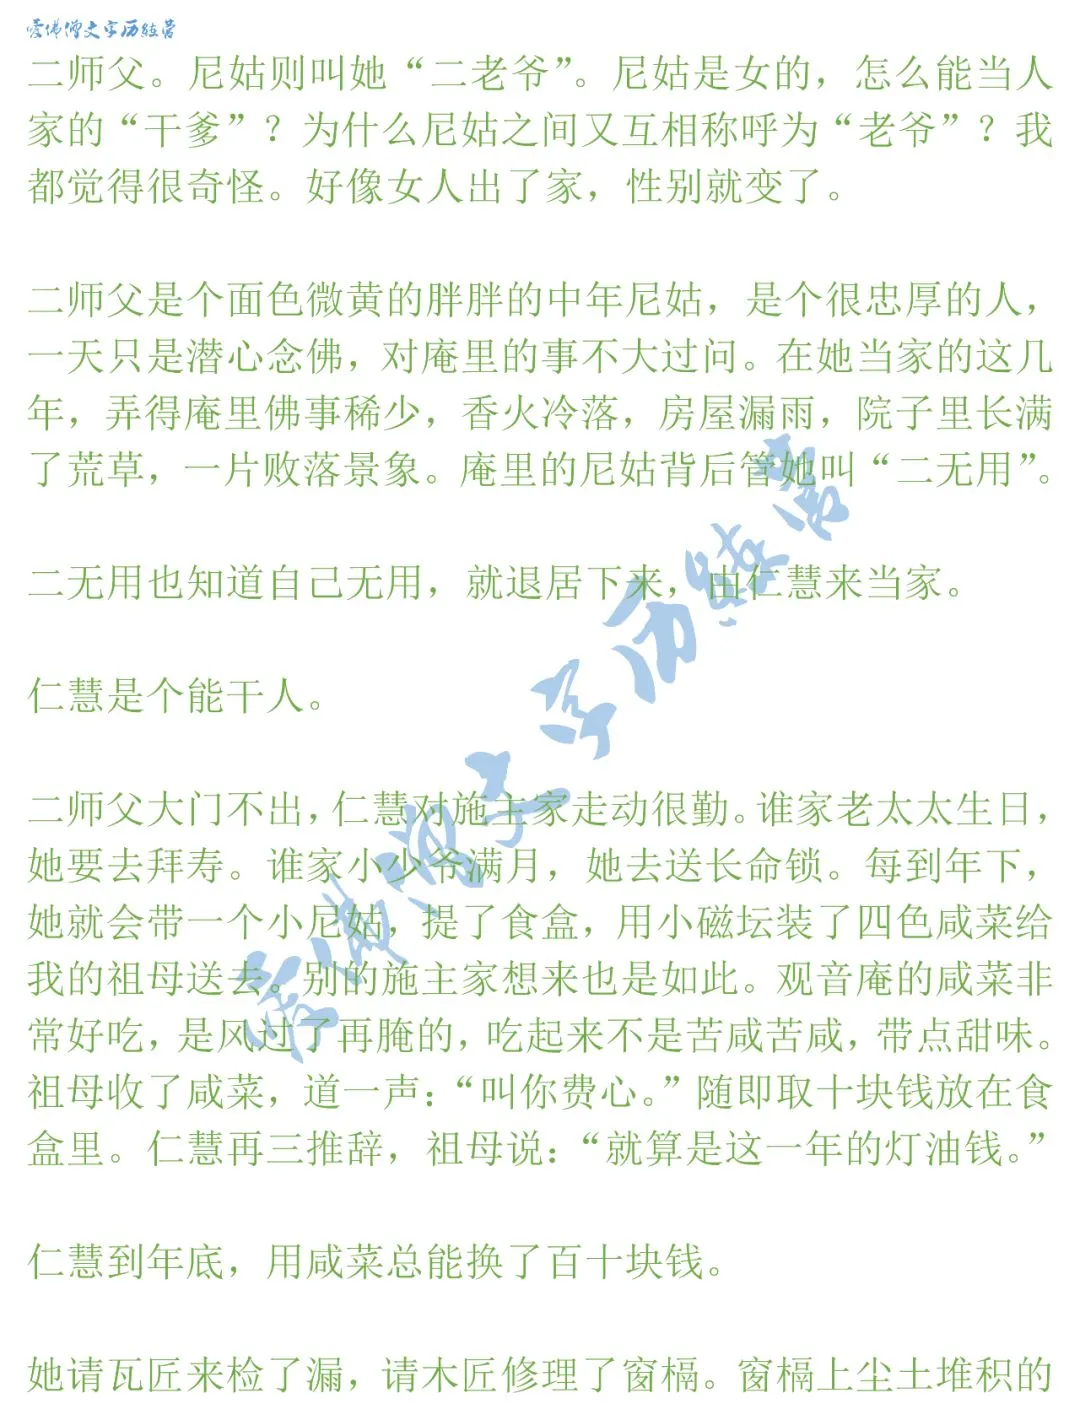 爱佛僧文字历练营
二师父。尼姑则叫她“二老爷”。尼姑是女的，怎么能当人
家的“干爹”？为什么尼姑之间又互相称呼为“老爷”？我
都觉得很奇怪。好像女人出了家，性别就变了。
二师父是个面色微黄的胖胖的中年尼姑，是个很忠厚的人，
一天只是潜心念佛，对庵里的事不大过问。在她当家的这几
年，弄得庵里佛事稀少，香火冷落，房屋漏雨，院子里长满
了荒草，一片败落景象。庵里的尼姑背后管她叫“二无用”。
二无用也知道自己无用，就退居下来，由仁慧来当家。
仁慧是个能干人。
二师父大门不出，仁慧对施主家走动很勤。谁家老太太生日，
她要去拜寿。谁家小少爷满月，她去送长命锁。每到年下，
她就会带一个小尼姑，提了食盒，用小磁坛装了四色咸菜给
我的祖母送去。别的施主家想来也是如此。观音庵的咸菜非
常好吃，是风过了再腌的，吃起来不是苦咸苦咸，带点甜味。
祖母收了咸菜，道一声：“叫你费心。”随即取十块钱放在食
盒里。仁慧再三推辞，祖母说：“就算是这一年的灯油钱。”
仁慧到年底，用咸菜总能换了百十块钱。
她请瓦匠来检了漏，请木匠修理了窗槅。窗槅上尘土堆积的
爱佛僧文字历练营